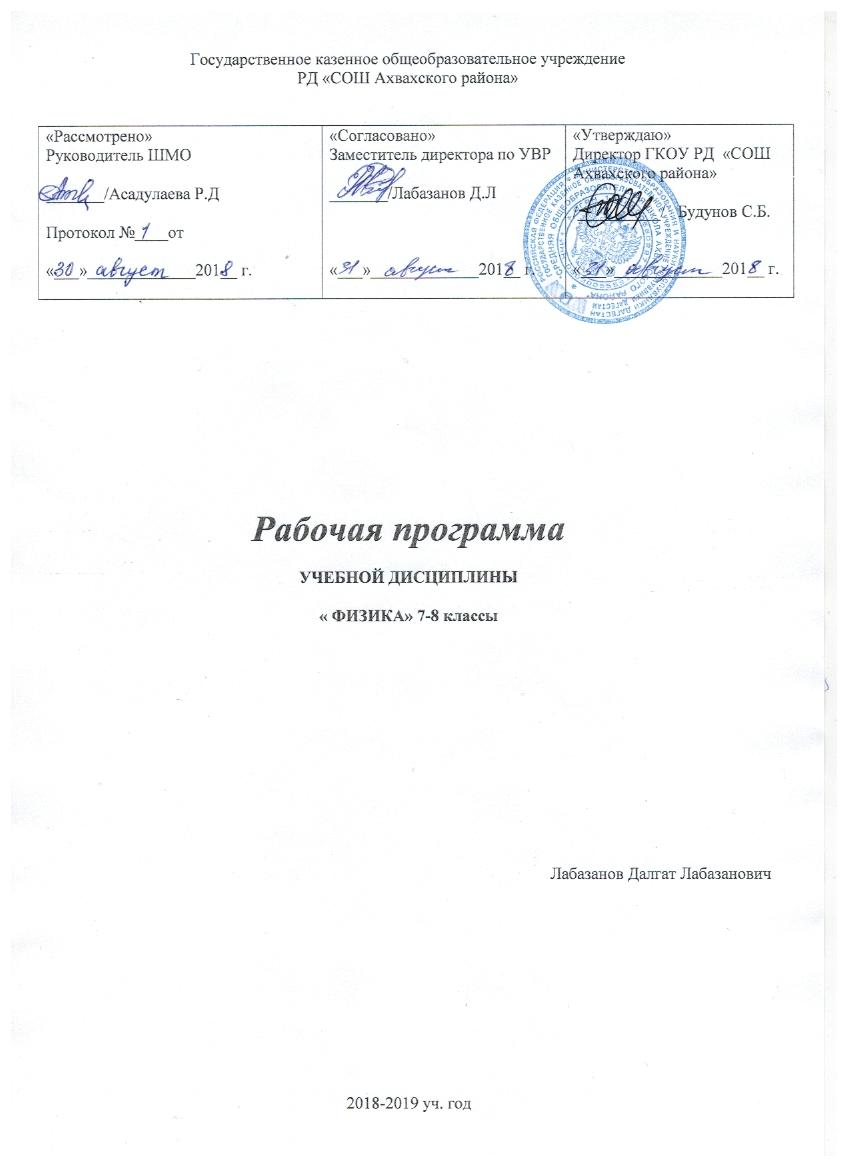 Государственное казенное общеобразовательное учреждение
РД «СОШ Ахвахского района»
«Рассмотрено»
Руководитель ШМО
_______/Асадулаева Р.Д
Протокол № 1 от
«30» август 2018 г.
«Согласовано»
Заместитель директора по УВР
_______/Лабазанов Д.Л
«31» август 2018 г.
«Утверждаю»
Директор ГКОУ РД «СОШ
Ахвахского района»
/ Будунов С.Б.
«31» август 2018 г.
Рабочая программа
УЧЕБНОЙ ДИСЦИПЛИНЫ
« ФИЗИКА» 7-8 классы
Лабазанов Далгат Лабазанович
2018-2019 уч. год